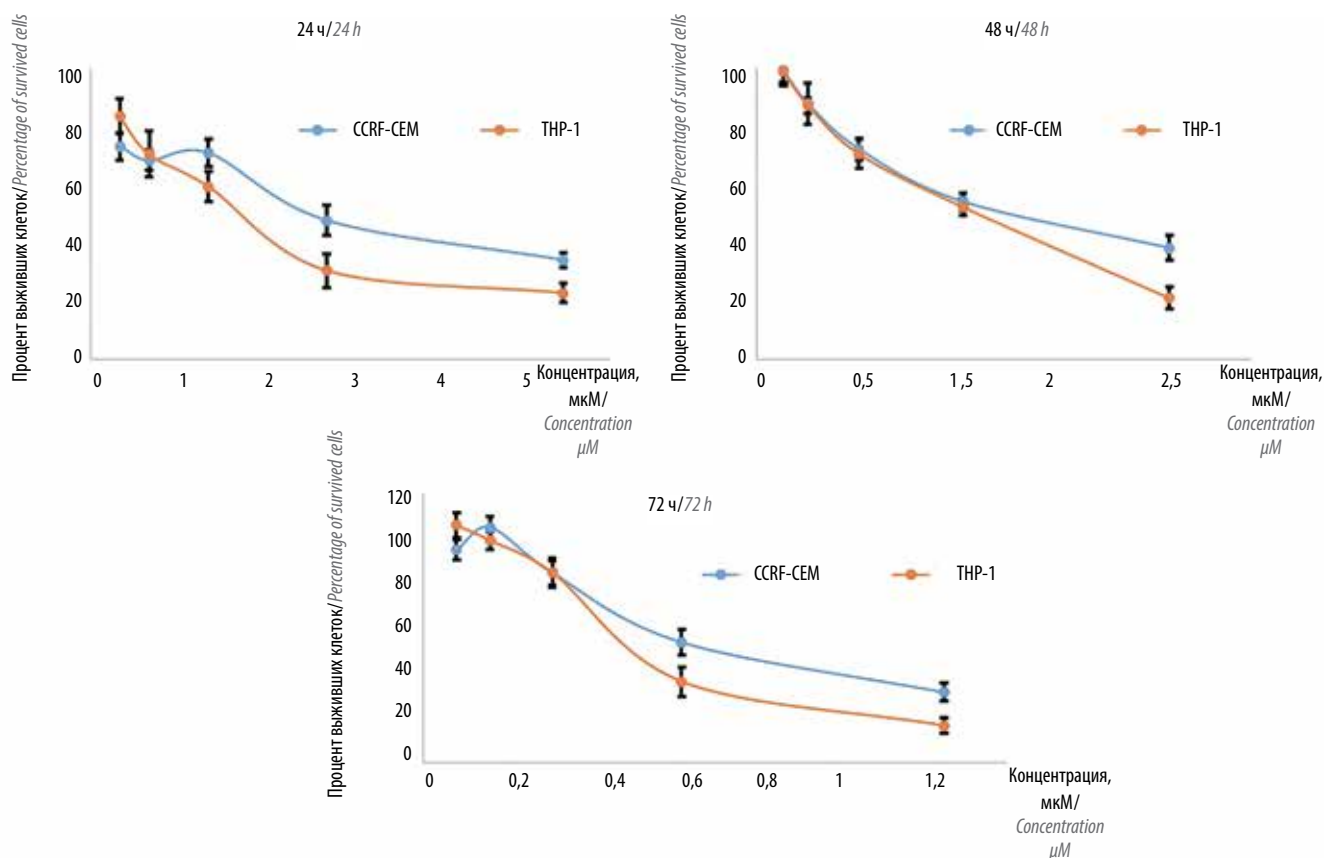 24 ч/24 h
Процент выживших клеток/Percentage of survived cells
100
80
60
40
20
0
CCRF-CEM
THP-1
0 1 2 3 4 5
Концентрация,
мкМ/
Concentration
µM
48 ч/48 h
Процент выживших клеток/Percentage of survived cells
100
80
60
40
20
0
CCRF-CEM
THP-1
0 0,5 1,5 2 2,5
Концентрация,
мкМ/
Concentration
µM
72 ч/72 h
Процент выживших клеток/Percentage of survived cells
120
100
80
60
40
20
0
CCRF-CEM
THP-1
0 0,2 0,4 0,6 0,8 1 1,2
Концентрация,
мкМ/
Concentration
µM